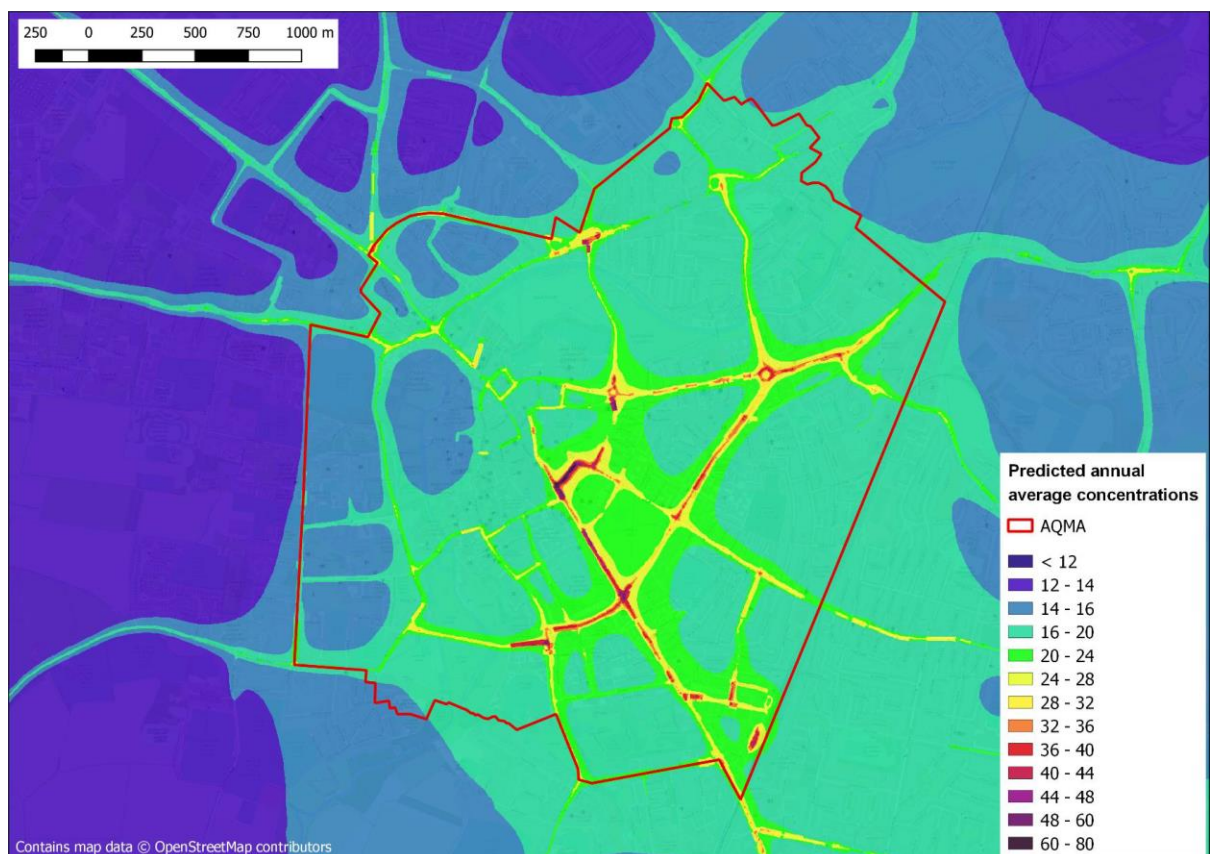 250 0 250 500 750 1000 m
Predicted annual
average concentrations
AQMA
< 12
12 - 14
14 - 16
16 - 20
20 - 24
24 - 28
28 - 32
32 - 36
36 - 40
40 - 44
44 - 48
48 - 60
60 - 80
Contains map data © OpenStreetMap contributors